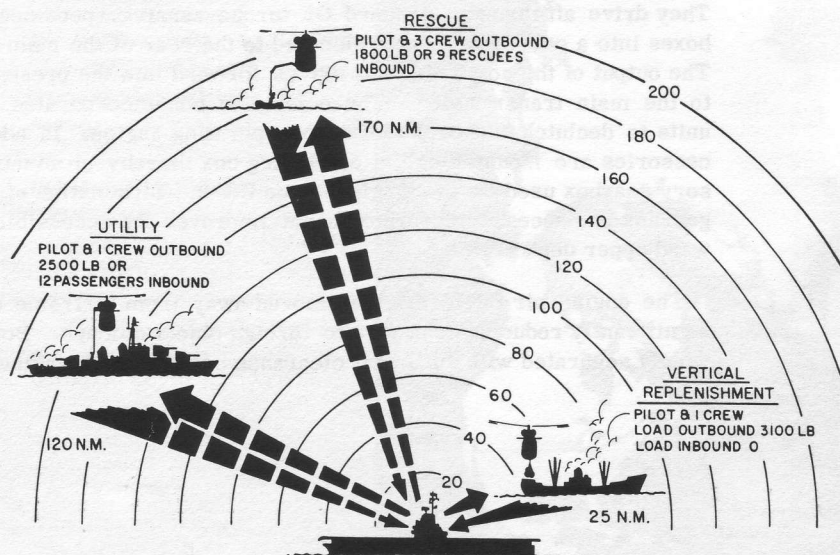 RESCUE
PILOT & 3 CREW OUTBOUND
1800 LB OR 9 RESCUEES
INBOUND
170 N.M.
200
180
160
140
120
100
80
60
40
20
UTILITY
PILOT & 1 CREW OUTBOUND
2500 LB OR
12 PASSENGERS INBOUND
120 N.M.
VERTICAL
REPLENISHMENT
PILOT & 1 CREW
LOAD OUTBOUND 3100 LB
LOAD INBOUND 0
25 N.M.